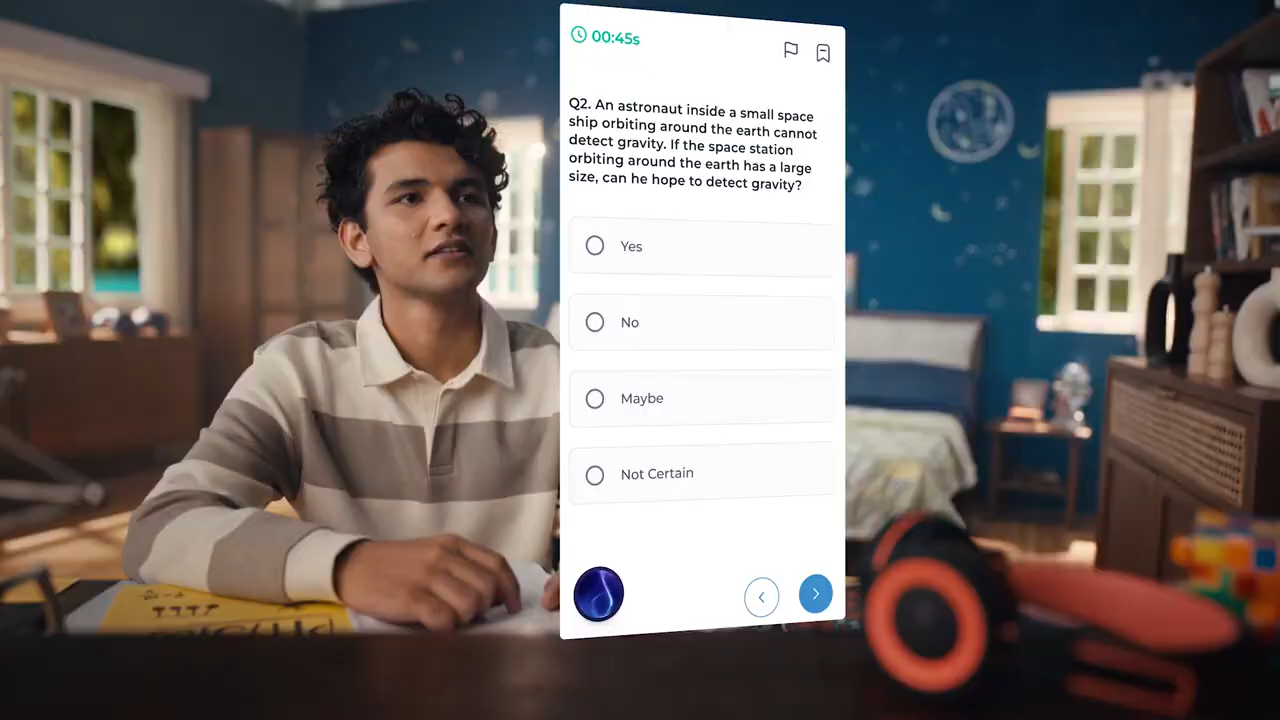 00:45s
Q2. An astronaut inside a small space
ship orbiting around the earth cannot
detect gravity. If the space station
orbiting around the earth has a large
size, can he hope to detect gravity?
Yes
No
Maybe
Not Certain